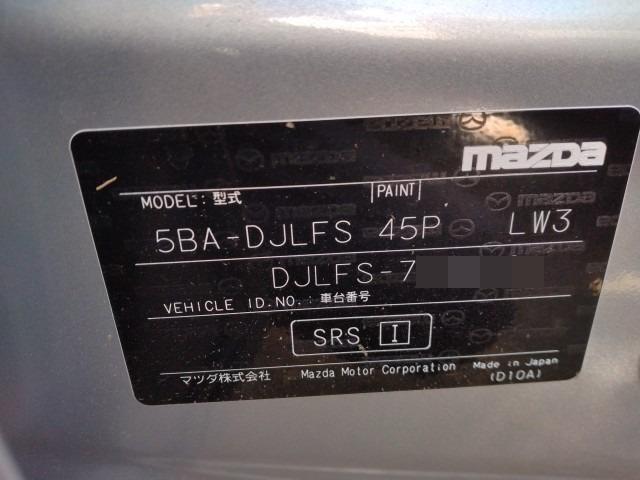 mazda
MODEL: 型式 PAINT
5BA-DJLFS 45P LW3
DJLFS-7
VEHICLE ID.NO.: 車台番号
SRS I
マツダ株式会社 Mazda Motor Corporation Made in Japan
(D10A)